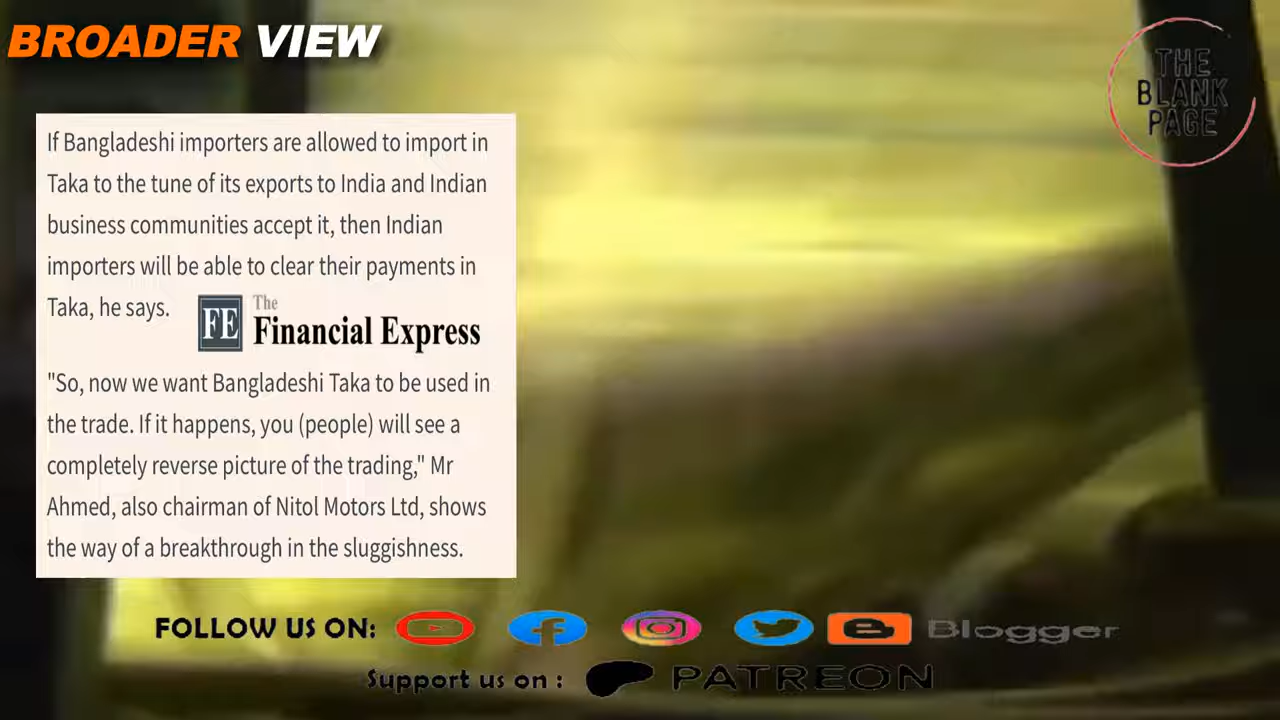 BROADER VIEW
THE
BLANK
PAGE
If Bangladeshi importers are allowed to import in
Taka to the tune of its exports to India and Indian
business communities accept it, then Indian
importers will be able to clear their payments in
Taka, he says.
FE The
Financial Express
"So, now we want Bangladeshi Taka to be used in
the trade. If it happens, you (people) will see a
completely reverse picture of the trading," Mr
Ahmed, also chairman of Nitol Motors Ltd, shows
the way of a breakthrough in the sluggishness.
FOLLOW US ON: Blogger
Support us on : PATREON